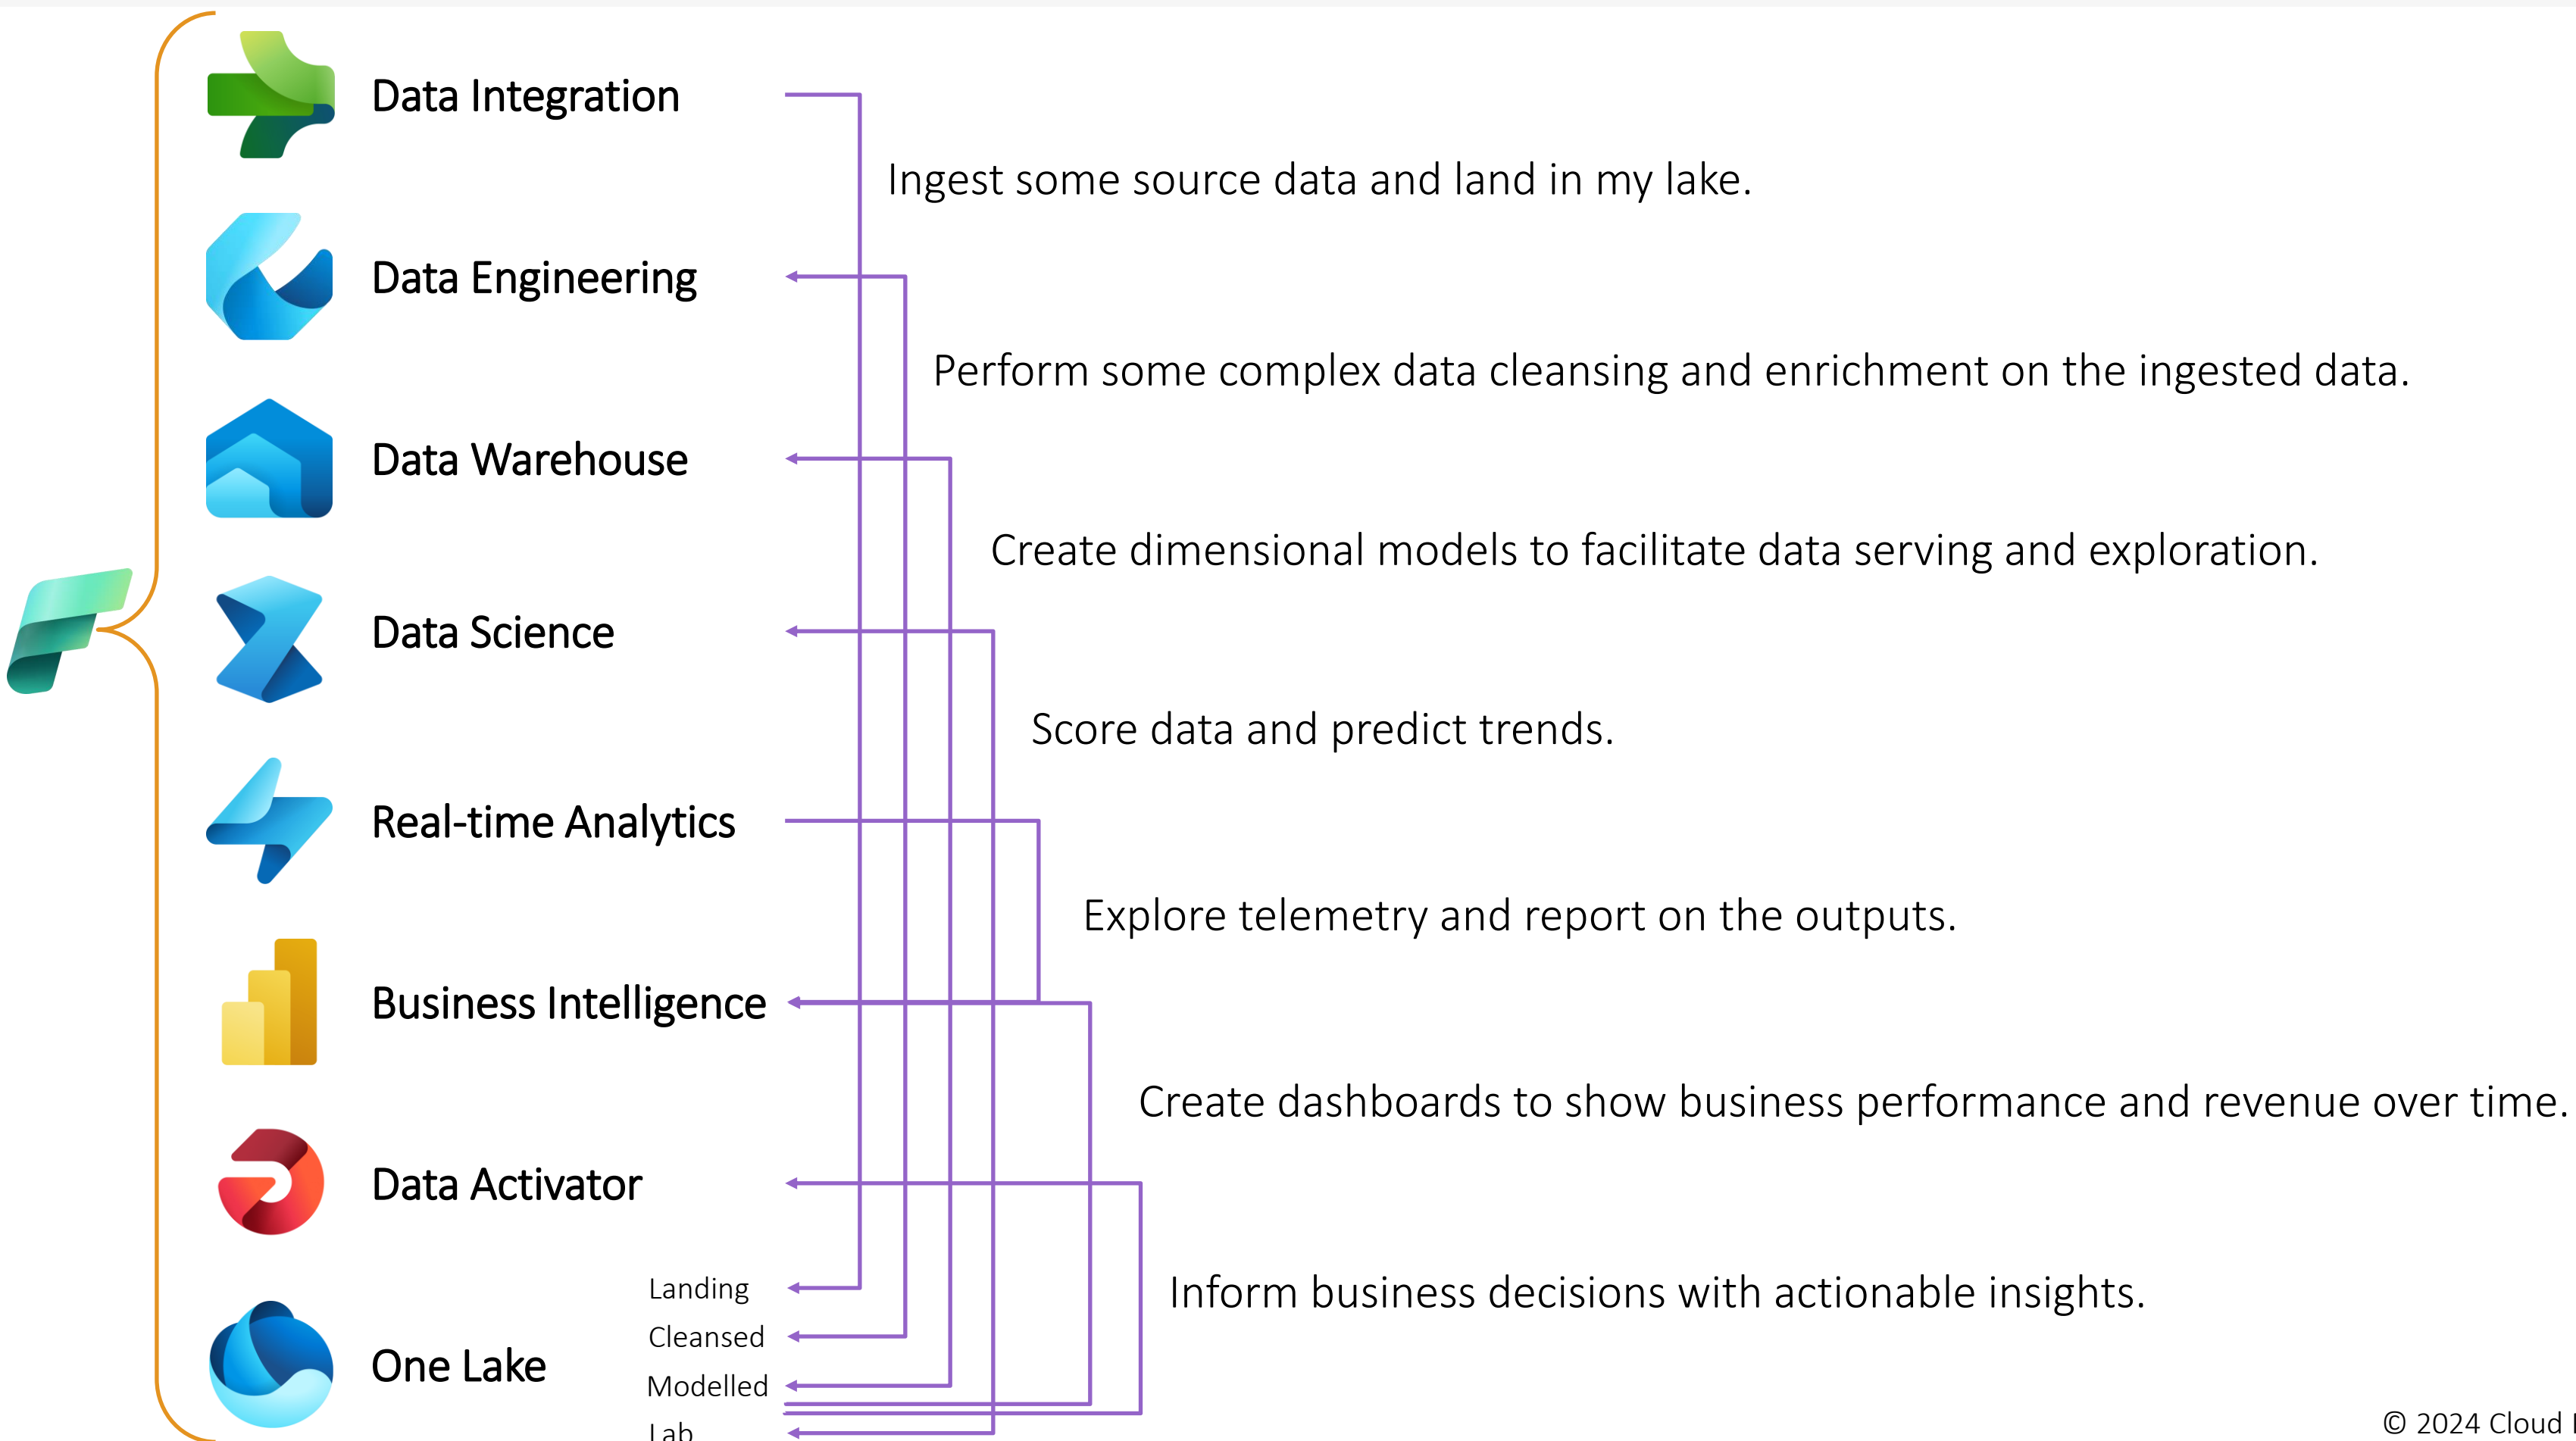 Data Integration
Ingest some source data and land in my lake.
Data Engineering
Perform some complex data cleansing and enrichment on the ingested data.
Data Warehouse
Create dimensional models to facilitate data serving and exploration.
Data Science
Score data and predict trends.
Real-time Analytics
Explore telemetry and report on the outputs.
Business Intelligence
Create dashboards to show business performance and revenue over time.
Data Activator
Landing
Inform business decisions with actionable insights.
Cleansed
One Lake
Modelled
Lab
© 2024 Cloud